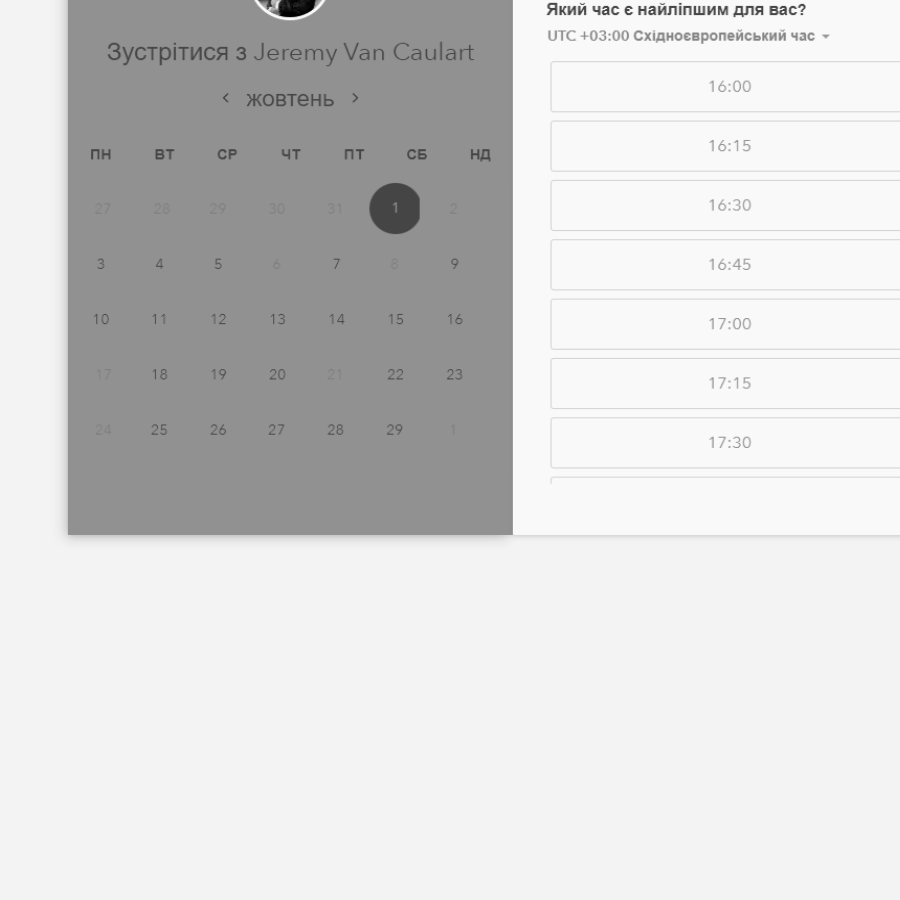 Зустрітися з Jeremy Van Caulart
жовтень
ПН ВТ СР ЧТ ПТ СБ НД
27 28 29 30 31 1 2
3 4 5 6 7 8 9
10 11 12 13 14 15 16
17 18 19 20 21 22 23
24 25 26 27 28 29 1
Який час є найліпшим для вас?
UTC +03:00 Східноєвропейський час
16:00
16:15
16:30
16:45
17:00
17:15
17:30